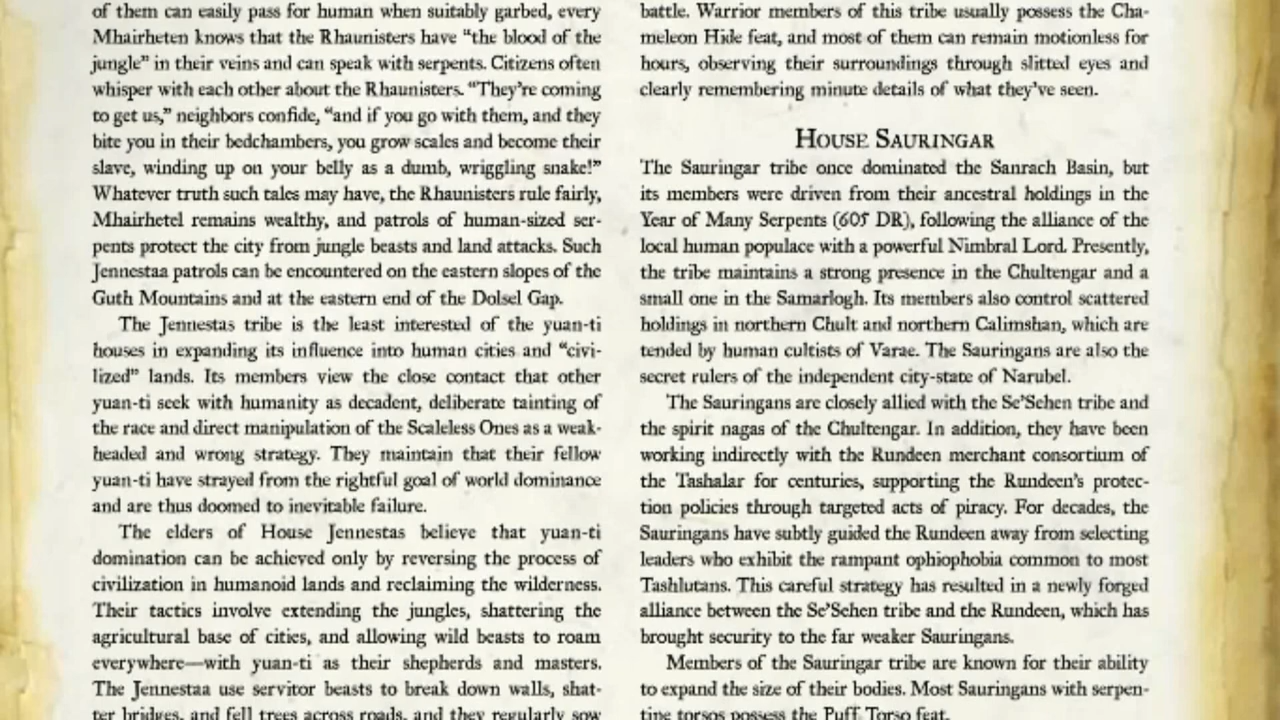 of them can easily pass for human when suitably garbed, every
Mhairheten knows that the Rhaunisters have “the blood of the
jungle” in their veins and can speak with serpents. Citizens often
whisper with each other about the Rhaunisters. “They’re coming
to get us,” neighbors confide, “and if you go with them, and they
bite you in their bedchambers, you grow scales and become their
slave, winding up on your belly as a dumb, wriggling snake!”
Whatever truth such tales may have, the Rhaunisters rule fairly,
Mhairhetel remains wealthy, and patrols of human-sized ser-
pents protect the city from jungle beasts and land attacks. Such
Jennestaa patrols can be encountered on the eastern slopes of the
Guth Mountains and at the eastern end of the Dolsel Gap.
The Jennestas tribe is the least interested of the yuan-ti
houses in expanding its influence into human cities and “civi-
lized” lands. Its members view the close contact that other
yuan-ti seek with humanity as decadent, deliberate tainting of
the race and direct manipulation of the Scaleless Ones as a weak-
headed and wrong strategy. They maintain that their fellow
yuan-ti have strayed from the rightful goal of world dominance
and are thus doomed to inevitable failure.
The elders of House Jennestas believe that yuan-ti
domination can be achieved only by reversing the process of
civilization in humanoid lands and reclaiming the wilderness.
Their tactics involve extending the jungles, shattering the
agricultural base of cities, and allowing wild beasts to roam
everywhere—with yuan-ti as their shepherds and masters.
The Jennestaa use servitor beasts to break down walls, shat-
ter bridges, and fell trees across roads, and they regularly sow
battle. Warrior members of this tribe usually possess the Cha-
meleon Hide feat, and most of them can remain motionless for
hours, observing their surroundings through slitted eyes and
clearly remembering minute details of what they’ve seen.
House Sauringar
The Sauringar tribe once dominated the Sanrach Basin, but
its members were driven from their ancestral holdings in the
Year of Many Serpents (605 DR), following the alliance of the
local human populace with a powerful Nimbral Lord. Presently,
the tribe maintains a strong presence in the Chultengar and a
small one in the Samarlogh. Its members also control scattered
holdings in northern Chult and northern Calimshan, which are
tended by human cultists of Varae. The Sauringans are also the
secret rulers of the independent city-state of Narubel.
The Sauringans are closely allied with the Se’Sehen tribe and
the spirit nagas of the Chultengar. In addition, they have been
working indirectly with the Rundeen merchant consortium of
the Tashalar for centuries, supporting the Rundeen’s protec-
tion policies through targeted acts of piracy. For decades, the
Sauringans have subtly guided the Rundeen away from selecting
leaders who exhibit the rampant ophiophobia common to most
Tashlutans. This careful strategy has resulted in a newly forged
alliance between the Se’Sehen tribe and the Rundeen, which has
brought security to the far weaker Sauringans.
Members of the Sauringar tribe are known for their ability
to expand the size of their bodies. Most Sauringans with serpen-
tine torsos possess the Puff Torso feat.